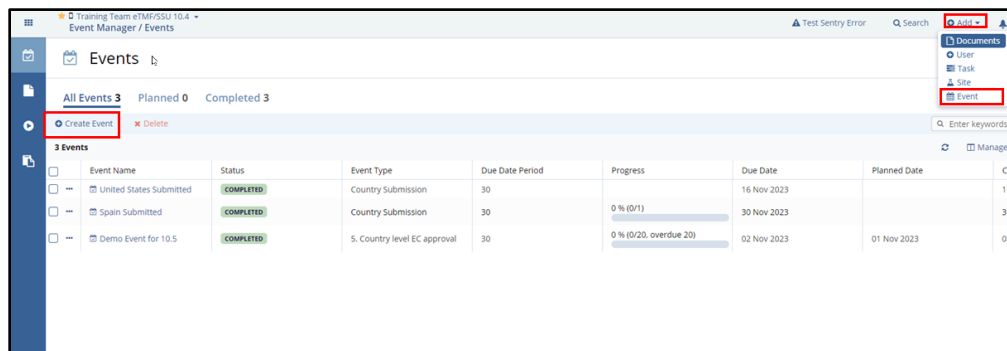 Training Team eTMF/SSU 10.4
Event Manager / Events
Test Sentry Error
Search
Add
Documents
User
Task
Site
Event
Events
All Events 3
Planned 0
Completed 3
Create Event
Delete
Enter keywords
3 Events
Manage
Event Name Status Event Type Due Date Period Progress Due Date Planned Date C
United States Submitted COMPLETED Country Submission 30 16 Nov 2023 1
Spain Submitted COMPLETED Country Submission 30 0 % (0/1) 30 Nov 2023 3
Demo Event for 10.5 COMPLETED 5. Country level EC approval 30 0 % (0/20, overdue 20) 02 Nov 2023 01 Nov 2023 0